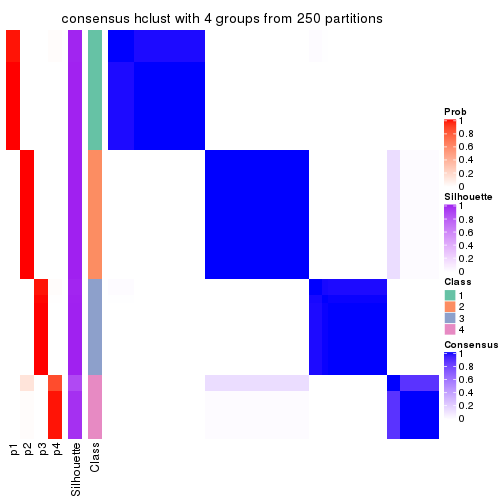 consensus hclust with 4 groups from 250 partitions
Prob
1
0.8
0.6
0.4
0.2
0
Silhouette
1
0.8
0.6
0.4
0.2
0
Class
1
2
3
4
Consensus
1
0.8
0.6
0.4
0.2
0
p1
p2
p3
p4
Silhouette
Class